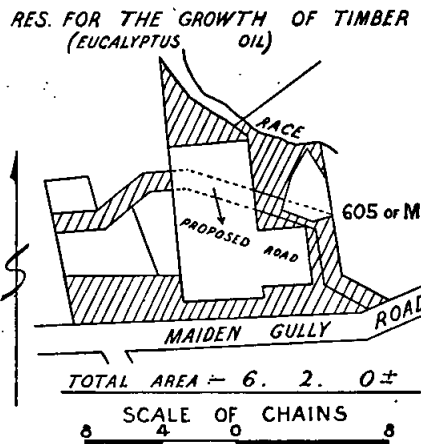 RES. FOR THE GROWTH OF TIMBER
(EUCALYPTUS OIL)
RACE
605 OF M
PROPOSED ROAD
MAIDEN GULLY ROAD
TOTAL AREA :- 6. 2. 0±
SCALE OF CHAINS
8 4 0 8